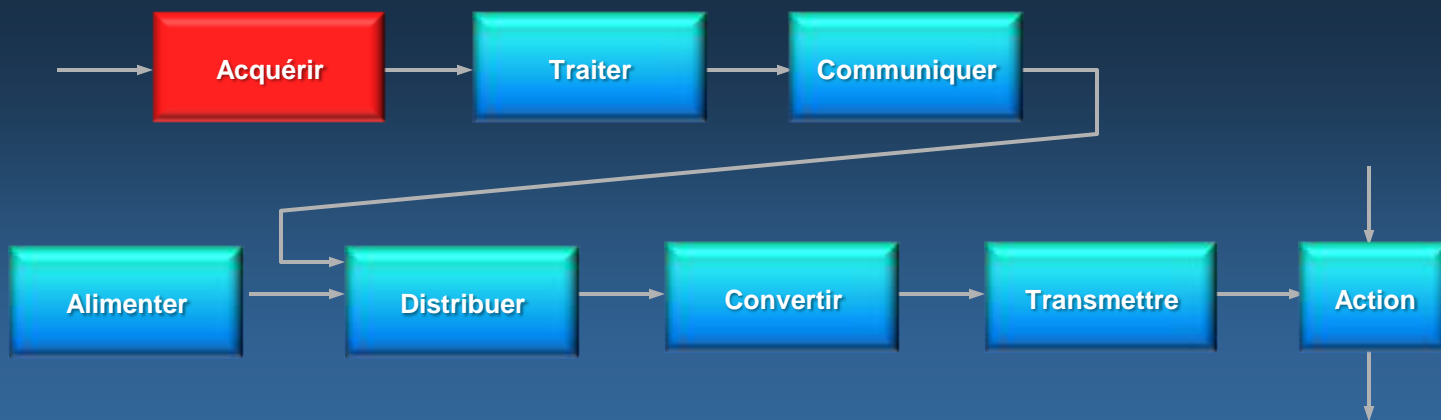 Acquérir
Traiter
Communiquer
Alimenter
Distribuer
Convertir
Transmettre
Action